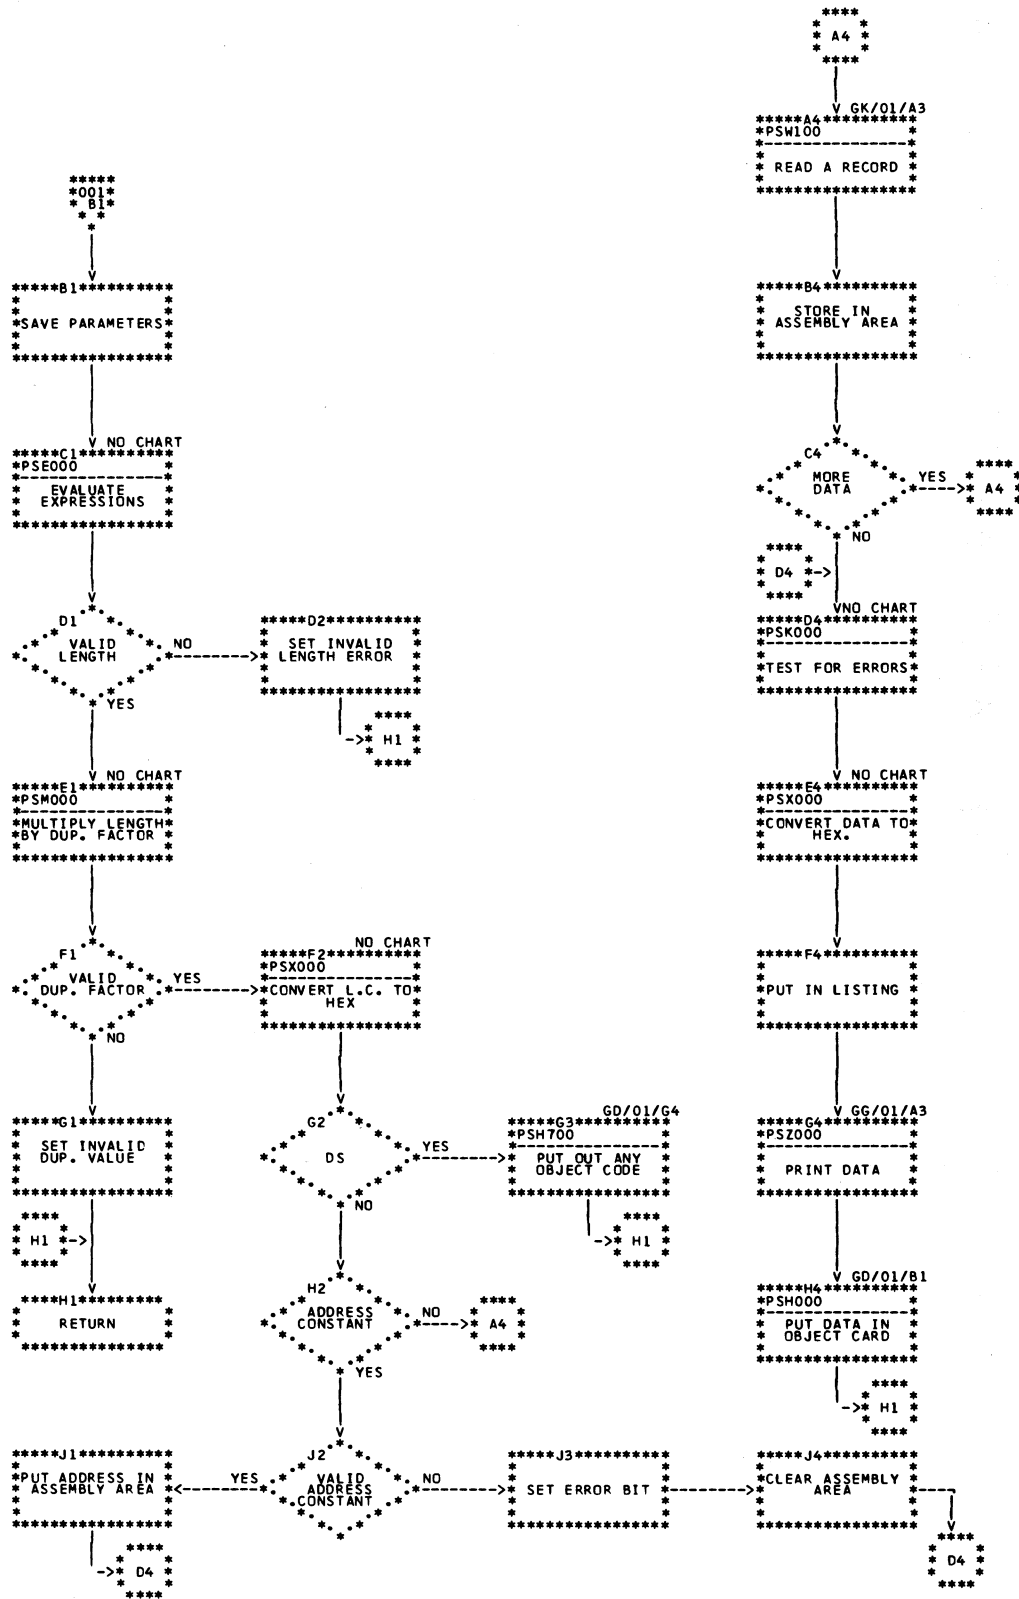 001
B1
B1
SAVE PARAMETERS
NO CHART
C1
PSE000
EVALUATE
EXPRESSIONS
D1
VALID
LENGTH
NO
YES
D2
SET INVALID
LENGTH ERROR
H1
NO CHART
E1
PSM000
MULTIPLY LENGTH
BY DUP. FACTOR
F1
VALID
DUP. FACTOR
YES
NO
NO CHART
F2
PSX000
CONVERT L.C. TO
HEX
G1
SET INVALID
DUP. VALUE
H1
H1
RETURN
G2
DS
YES
NO
GD/01/G4
G3
PSH700
PUT OUT ANY
OBJECT CODE
H1
H2
ADDRESS
CONSTANT
NO
YES
A4
J1
PUT ADDRESS IN
ASSEMBLY AREA
D4
J2
VALID
ADDRESS
CONSTANT
YES
NO
J3
SET ERROR BIT
J4
CLEAR ASSEMBLY
AREA
D4
A4
GK/01/A3
A4
PSW100
READ A RECORD
B4
STORE IN
ASSEMBLY AREA
C4
MORE
DATA
YES
A4
NO
D4
NO CHART
D4
PSK000
TEST FOR ERRORS
NO CHART
E4
PSX000
CONVERT DATA TO
HEX.
F4
PUT IN LISTING
GG/01/A3
G4
PSZ000
PRINT DATA
GD/01/B1
H4
PSH000
PUT DATA IN
OBJECT CARD
H1